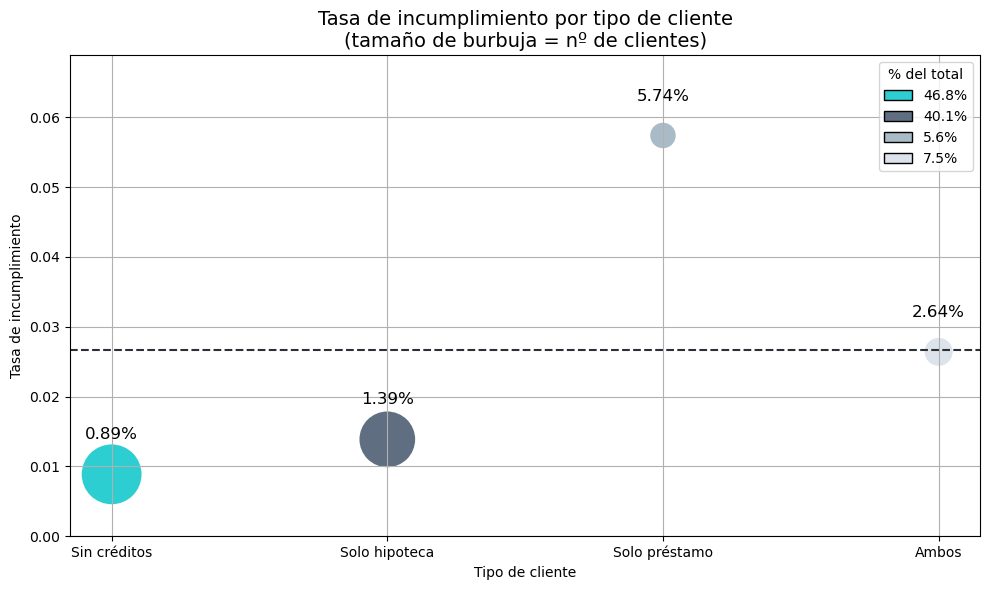 Tasa de incumplimiento por tipo de cliente
(tamaño de burbuja = nº de clientes)
% del total
46.8%
40.1%
5.6%
7.5%
5.74%
2.64%
1.39%
0.89%
Tasa de incumplimiento
0.06
0.05
0.04
0.03
0.02
0.01
0.00
Sin créditos
Solo hipoteca
Solo préstamo
Ambos
Tipo de cliente